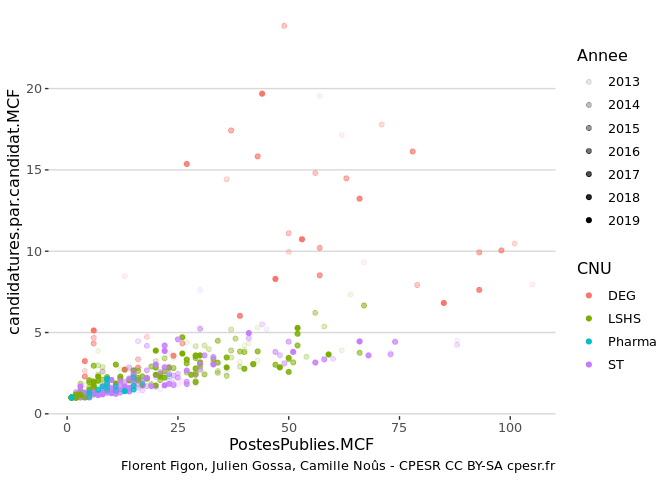 candidatures.par.candidat.MCF
20
15
10
5
0
0
25
50
75
100
PostesPublies.MCF
Florent Figon, Julien Gossa, Camille Noûs - CPESR CC BY-SA cpesr.fr
Annee
2013
2014
2015
2016
2017
2018
2019
CNU
DEG
LSHS
Pharma
ST